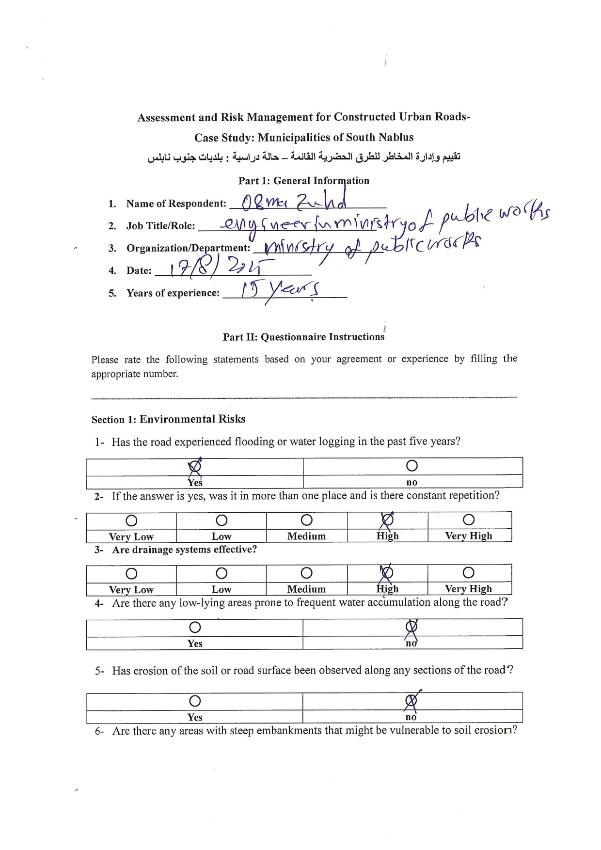 Assessment and Risk Management for Constructed Urban Roads-
Case Study: Municipalities of South Nablus
تقييم وإدارة المخاطر للطرق الحضرية القائمة – حالة دراسية : بلديات جنوب نابلس
Part 1: General Information
1. Name of Respondent: Zuhd
2. Job Title/Role: engineer in ministry of public works
3. Organization/Department: ministry of public works
4. Date: 17/8/
5. Years of experience: 15 years
Part II: Questionnaire Instructions
Please rate the following statements based on your agreement or experience by filling the
appropriate number.
Section 1: Environmental Risks
1- Has the road experienced flooding or water logging in the past five years?
Yes no
2- If the answer is yes, was it in more than one place and is there constant repetition?
Very Low Low Medium High Very High
3- Are drainage systems effective?
Very Low Low Medium High Very High
4- Are there any low-lying areas prone to frequent water accumulation along the road?
Yes no
5- Has erosion of the soil or road surface been observed along any sections of the road?
Yes no
6- Are there any areas with steep embankments that might be vulnerable to soil erosion?